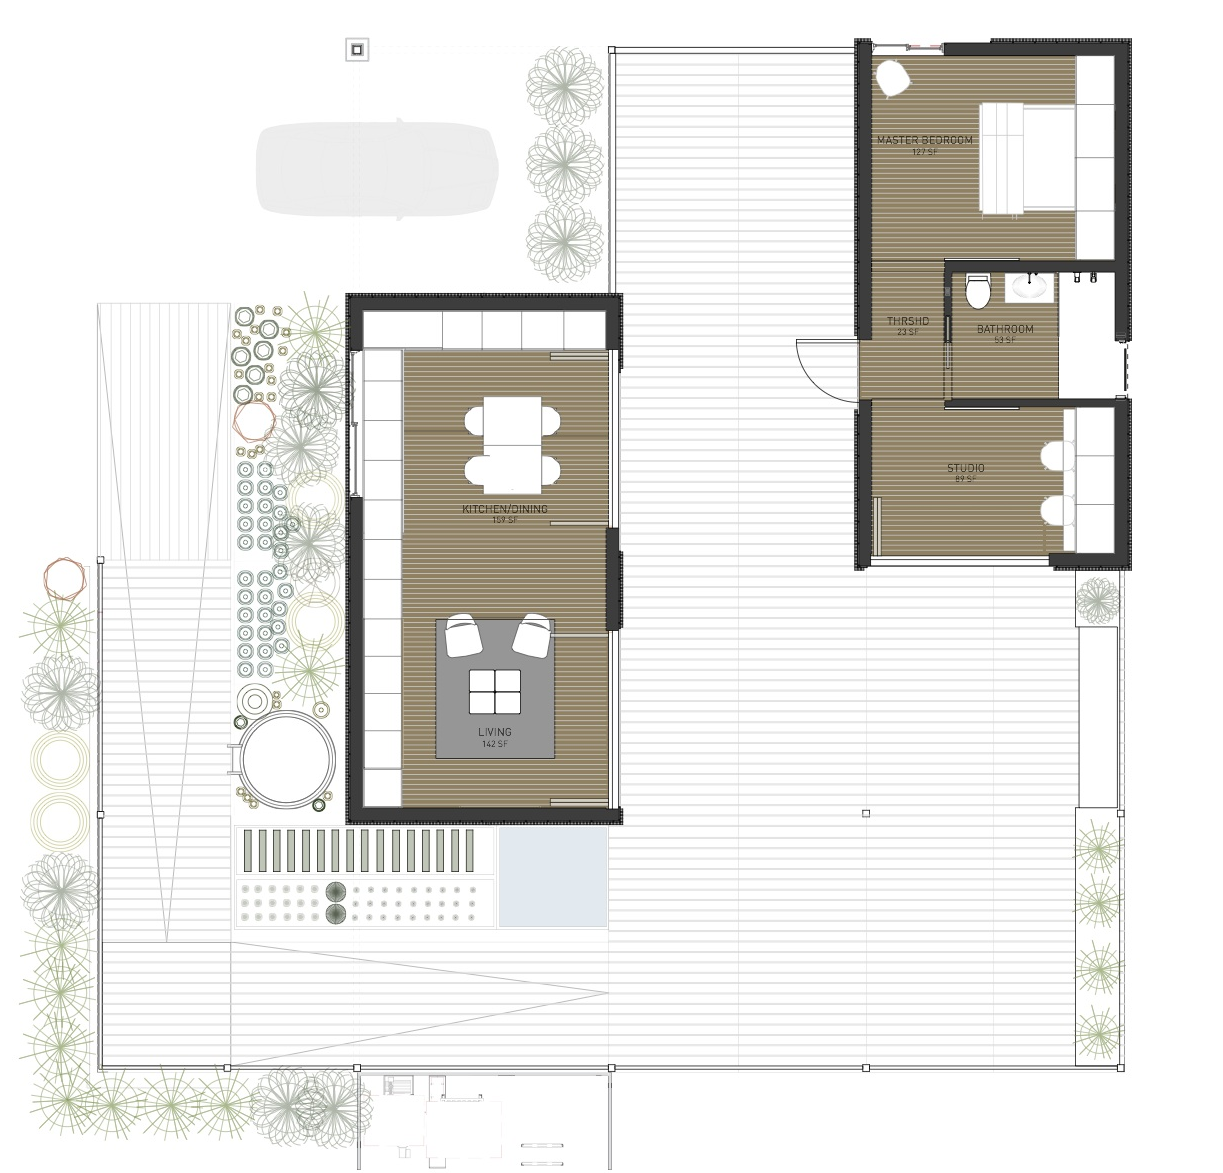 MASTER BEDROOM
127 SF
THRSHD
23 SF
BATHROOM
53 SF
STUDIO
89 SF
KITCHEN/DINING
159 SF
LIVING
142 SF